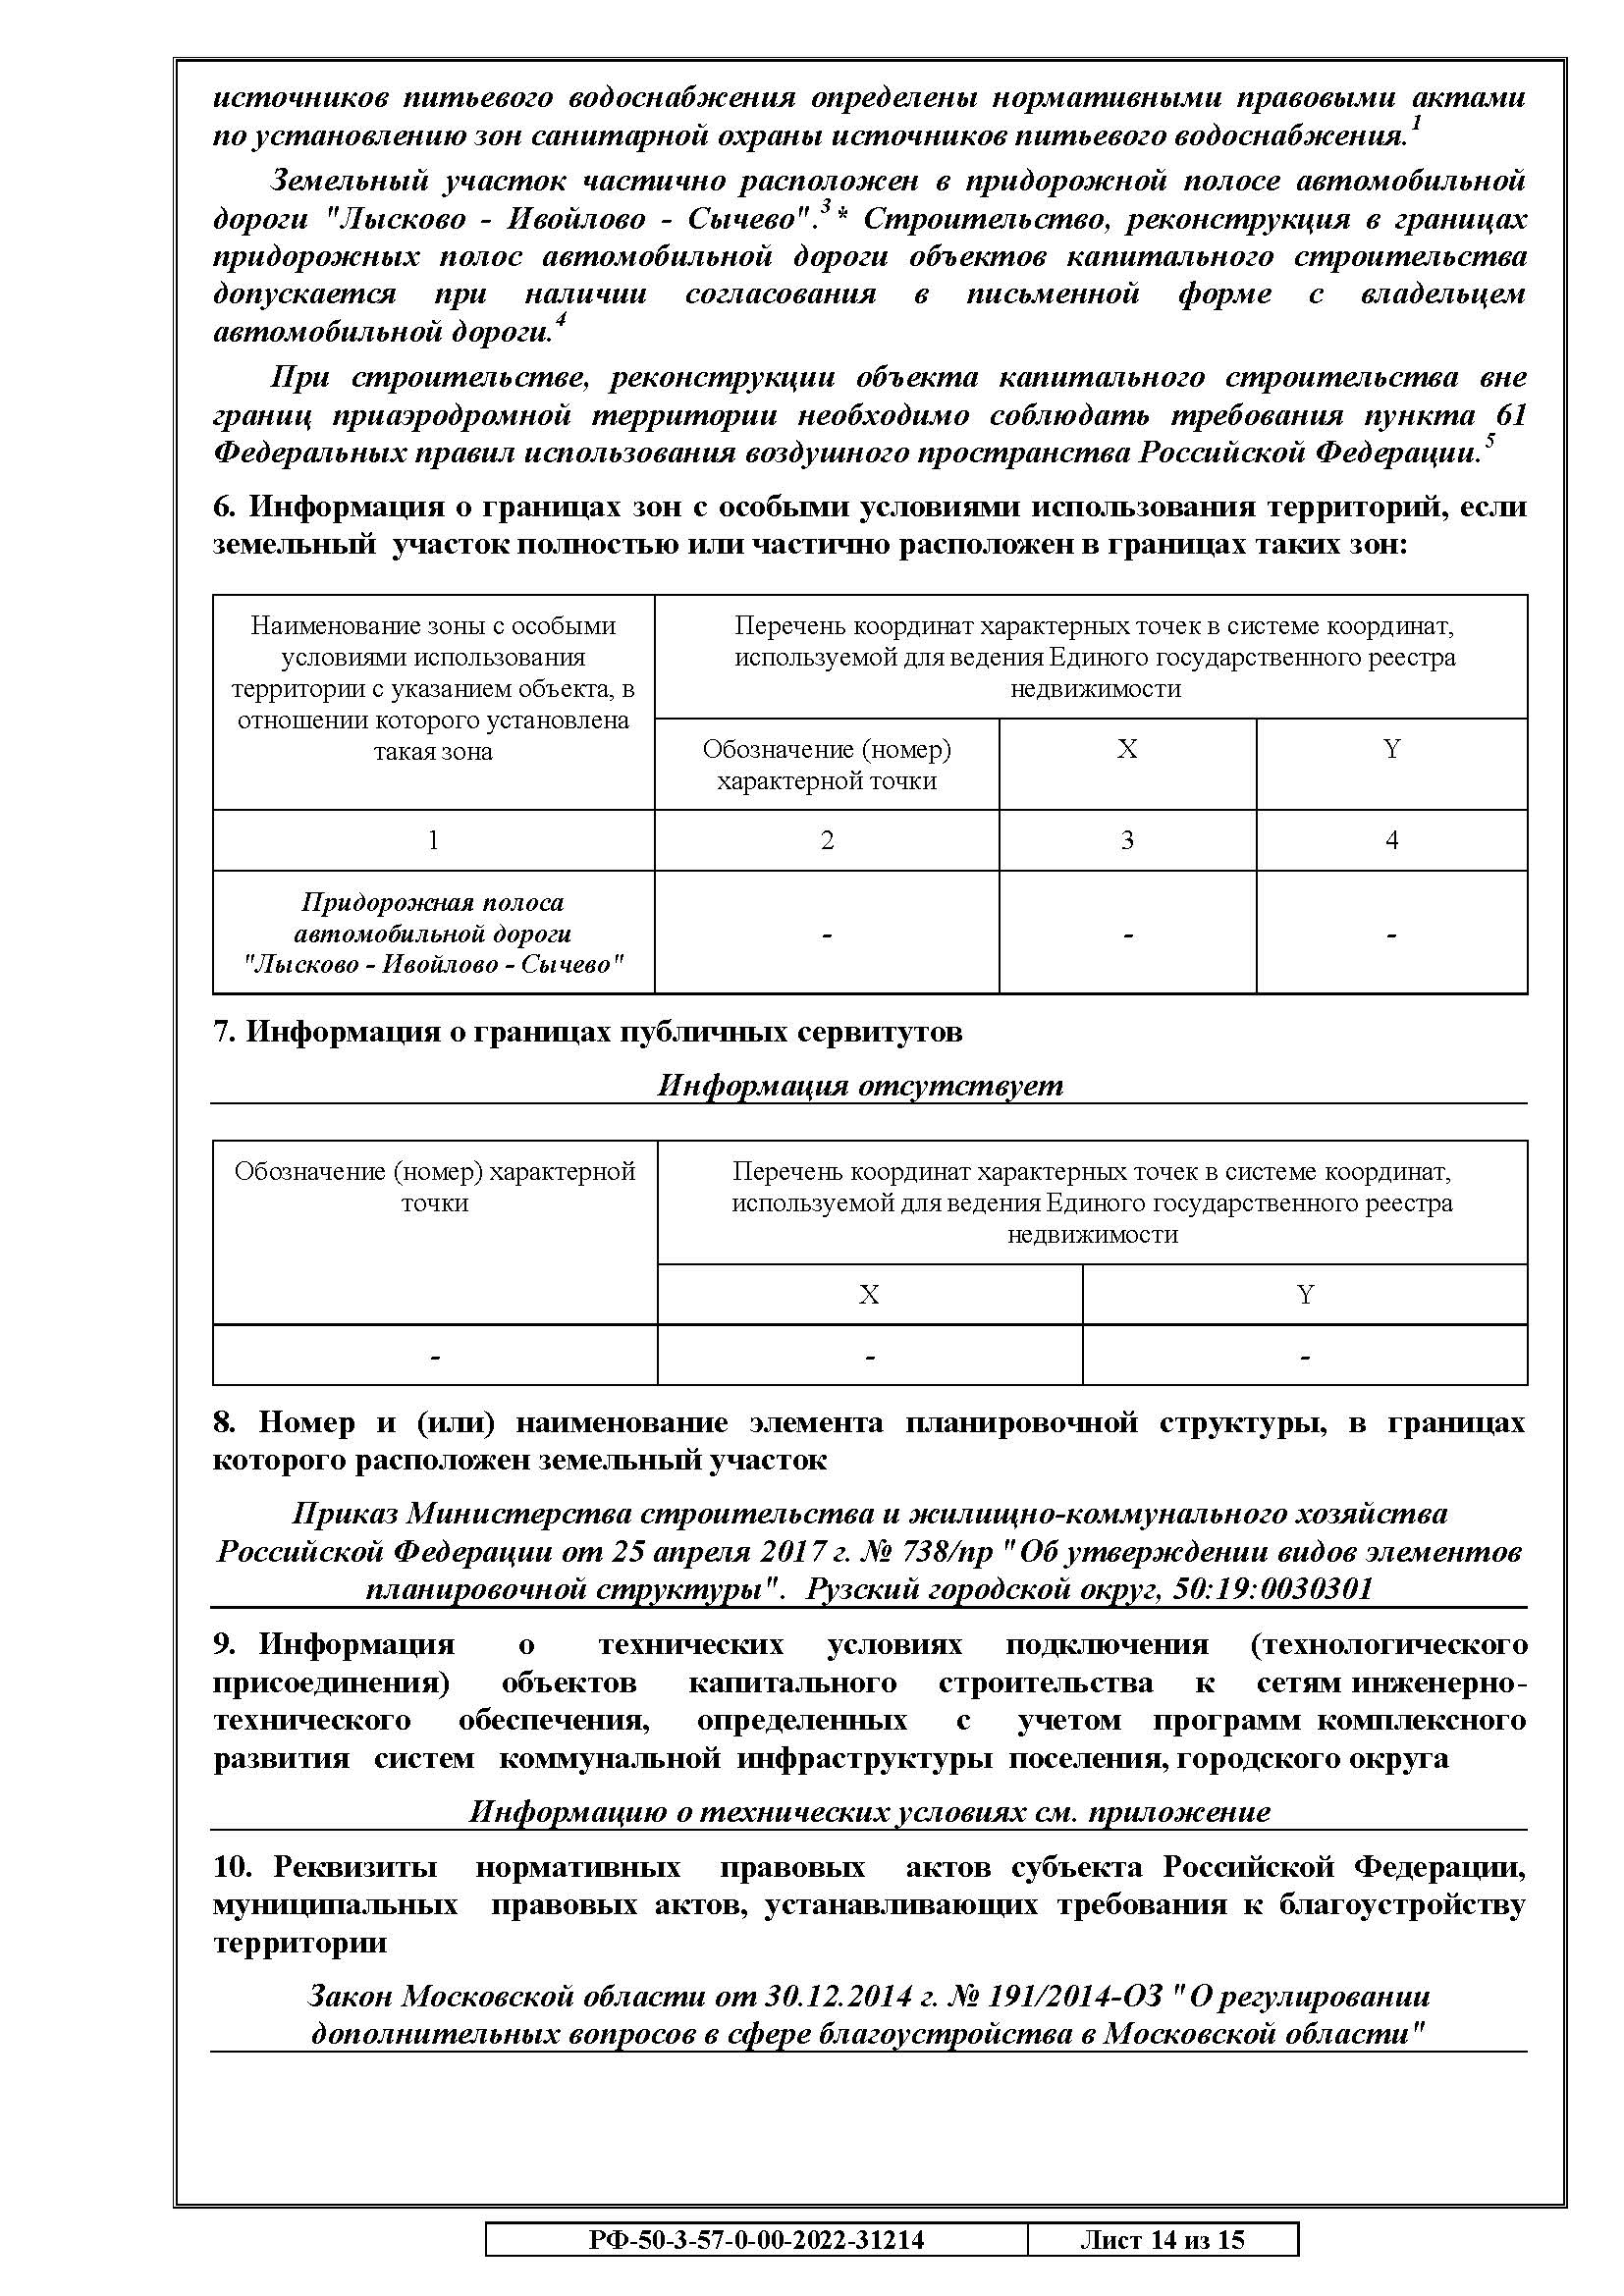 источников питьевого водоснабжения определены нормативными правовыми актами
по установлению зон санитарной охраны источников питьевого водоснабжения.1
Земельный участок частично расположен в придорожной полосе автомобильной
дороги "Лысково - Ивойлово - Сычево".3* Строительство, реконструкция в границах
придорожных полос автомобильной дороги объектов капитального строительства
допускается при наличии согласования в письменной форме с владельцем
автомобильной дороги.4
При строительстве, реконструкции объекта капитального строительства вне
границ приаэродромной территории необходимо соблюдать требования пункта 61
Федеральных правил использования воздушного пространства Российской Федерации.5
6. Информация о границах зон с особыми условиями использования территорий, если
земельный участок полностью или частично расположен в границах таких зон:
Наименование зоны с особыми
условиями использования
территории с указанием объекта, в
отношении которого установлена
такая зона
Перечень координат характерных точек в системе координат,
используемой для ведения Единого государственного реестра
недвижимости
Обозначение (номер)
характерной точки
X
Y
1
2
3
4
Придорожная полоса
автомобильной дороги
"Лысково - Ивойлово - Сычево"
-
-
-
7. Информация о границах публичных сервитутов
Информация отсутствует
Обозначение (номер) характерной
точки
Перечень координат характерных точек в системе координат,
используемой для ведения Единого государственного реестра
недвижимости
X
Y
-
-
-
8. Номер и (или) наименование элемента планировочной структуры, в границах
которого расположен земельный участок
Приказ Министерства строительства и жилищно-коммунального хозяйства
Российской Федерации от 25 апреля 2017 г. № 738/пр "Об утверждении видов элементов
планировочной структуры". Рузский городской округ, 50:19:0030301
9. Информация о технических условиях подключения (технологического
присоединения) объектов капитального строительства к сетям инженерно-
технического обеспечения, определенных с учетом программ комплексного
развития систем коммунальной инфраструктуры поселения, городского округа
Информацию о технических условиях см. приложение
10. Реквизиты нормативных правовых актов субъекта Российской Федерации,
муниципальных правовых актов, устанавливающих требования к благоустройству
территории
Закон Московской области от 30.12.2014 г. № 191/2014-ОЗ "О регулировании
дополнительных вопросов в сфере благоустройства в Московской области"
РФ-50-3-57-0-00-2022-31214
Лист 14 из 15